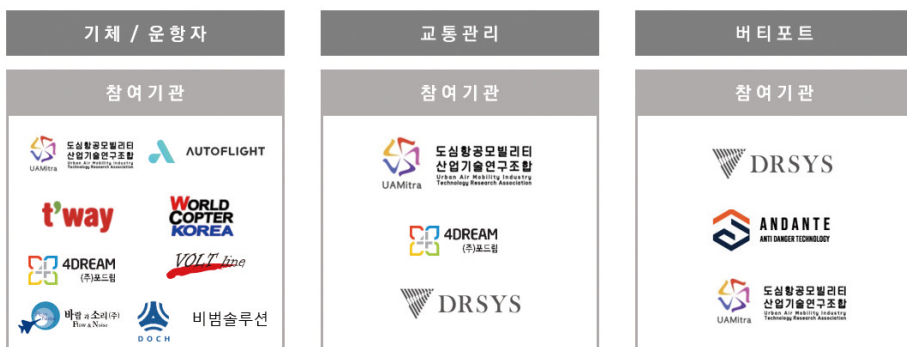 기체 / 운항자
참여기관
UAMitra
도심항공모빌리티
산업기술연구조합
Urban Air Mobility Industry
Technology Research Association
AUTOFLIGHT
t'way
WORLD
COPTER
KOREA
4DREAM
(주)포드림
VOLT line
바람 과 소리(주)
Flow & Noise
DOCH
비범솔루션
교통관리
참여기관
UAMitra
도심항공모빌리티
산업기술연구조합
Urban Air Mobility Industry
Technology Research Association
4DREAM
(주)포드림
DRSYS
버티포트
참여기관
DRSYS
ANDANTE
ANTI DANGER TECHNOLOGY
UAMitra
도심항공모빌리티
산업기술연구조합
Urban Air Mobility Industry
Technology Research Association